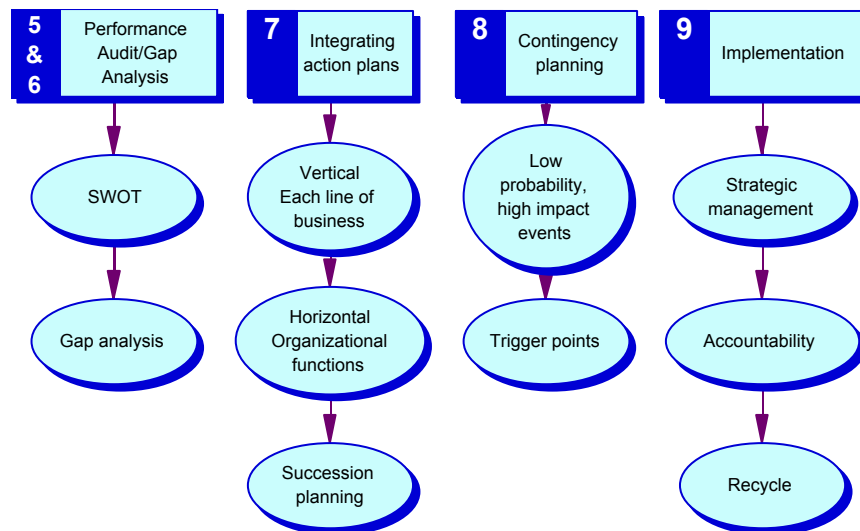 5
&
6
Performance
Audit/Gap
Analysis
SWOT
Gap analysis
7
Integrating
action plans
Vertical
Each line of
business
Horizontal
Organizational
functions
Succession
planning
8
Contingency
planning
Low
probability,
high impact
events
Trigger points
9
Implementation
Strategic
management
Accountability
Recycle